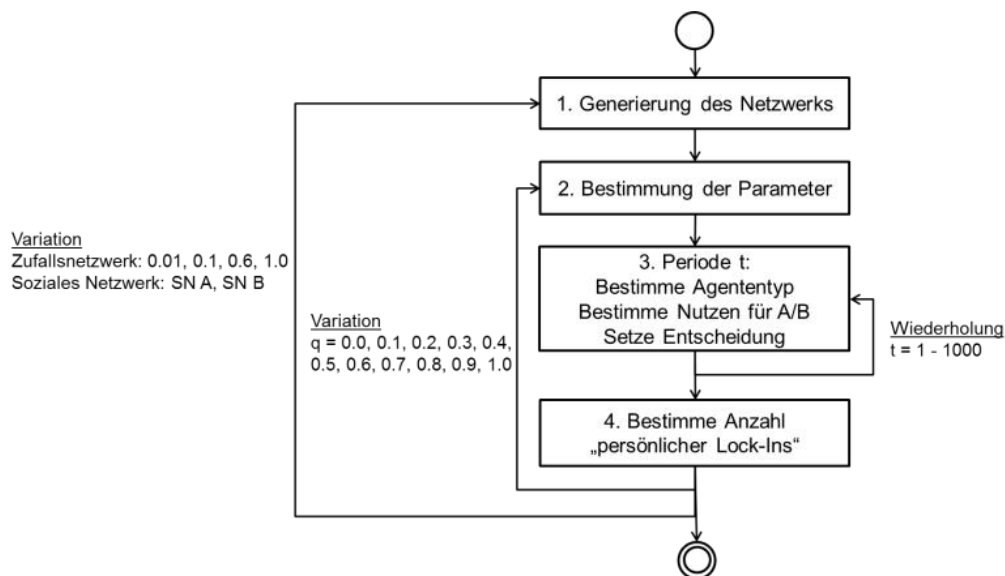 1. Generierung des Netzwerks
2. Bestimmung der Parameter
Variation
Zufallsnetzwerk: 0.01, 0.1, 0.6, 1.0
Soziales Netzwerk: SN A, SN B
Variation
q = 0.0, 0.1, 0.2, 0.3, 0.4,
0.5, 0.6, 0.7, 0.8, 0.9, 1.0
3. Periode t:
Bestimme Agententyp
Bestimme Nutzen für A/B
Setze Entscheidung
Wiederholung
t = 1 - 1000
4. Bestimme Anzahl
„persönlicher Lock-Ins“